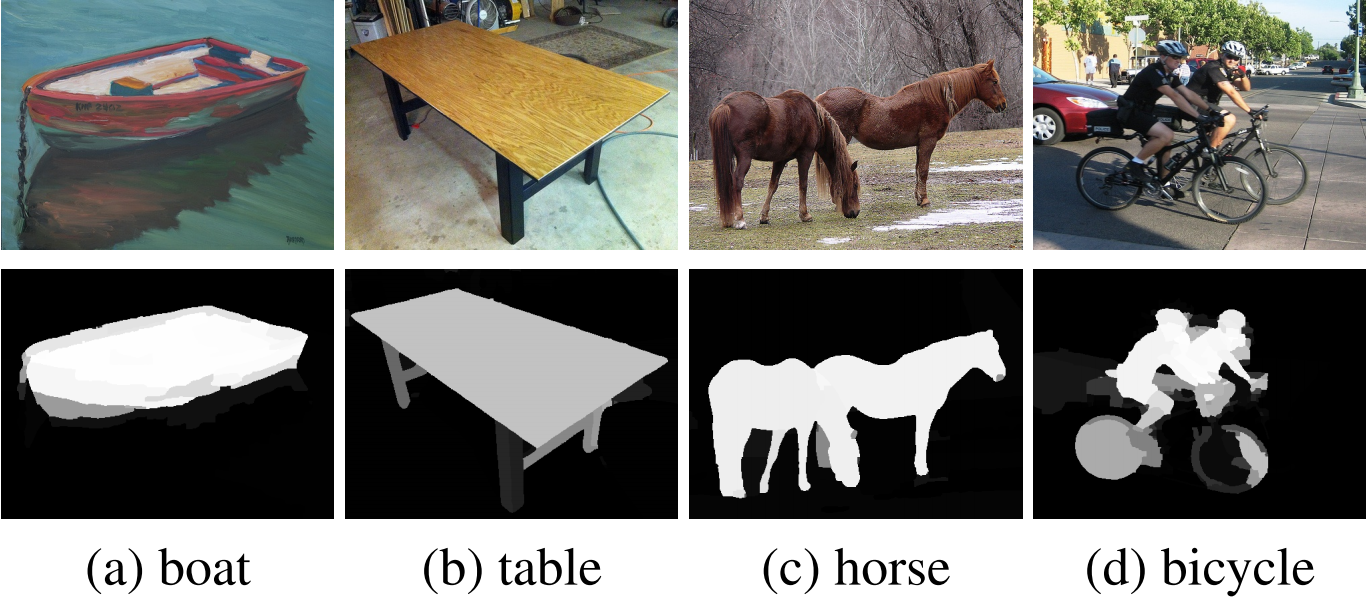 (a) boat
(b) table
(c) horse
(d) bicycle